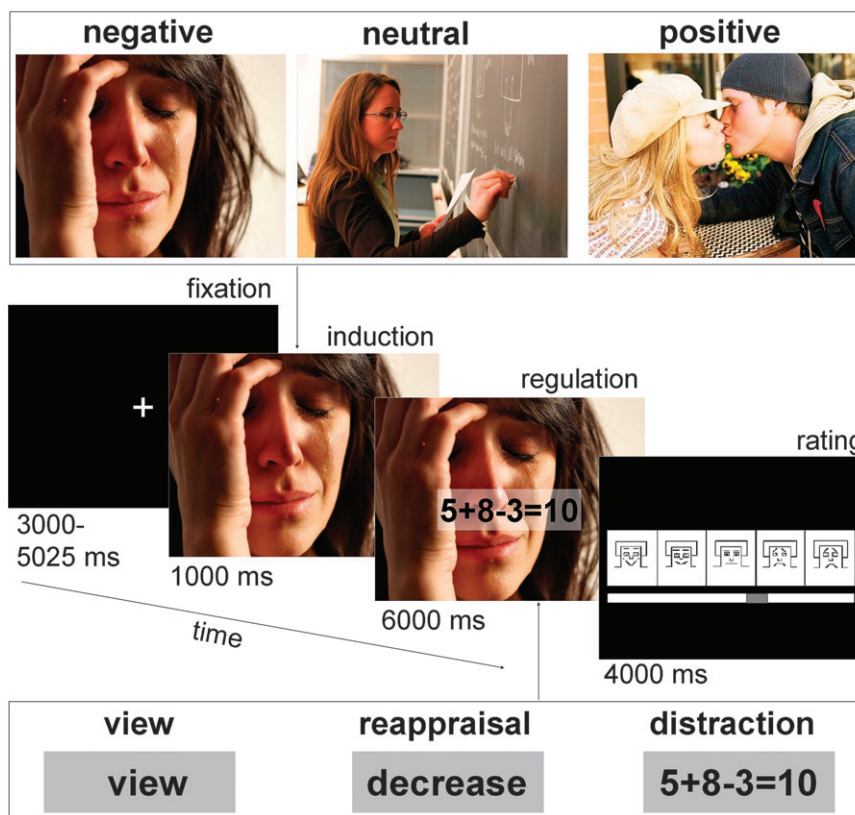 negative neutral positive
fixation
induction
regulation
rating
+
5+8-3=10
3000-
5025 ms
1000 ms
6000 ms
4000 ms
time
view reappraisal distraction
view decrease 5+8-3=10